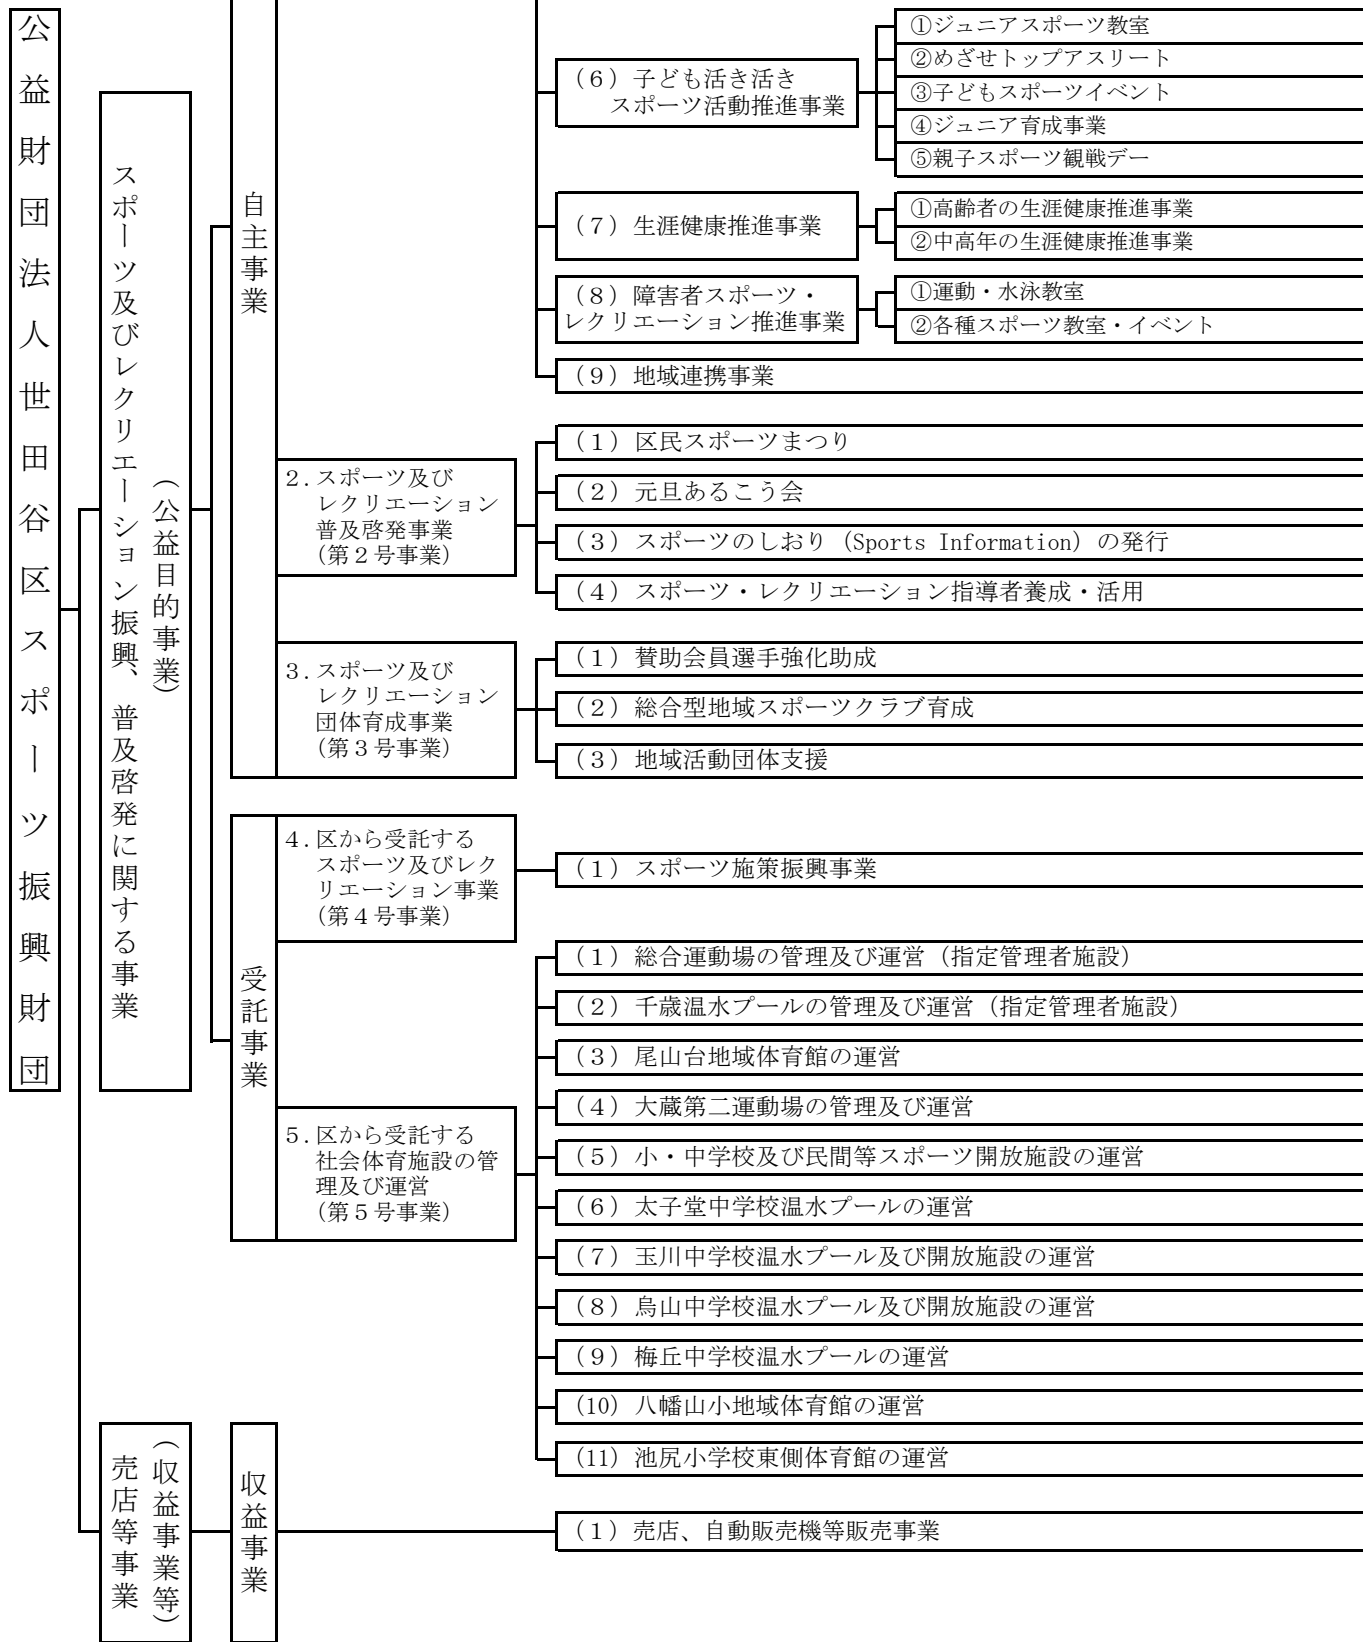 公益財団法人世田谷区スポーツ振興財団
スポーツ及びレクリエーション振興、普及啓発に関する事業
（公益目的事業）
自主事業
（６）子ども活き活き
スポーツ活動推進事業
①ジュニアスポーツ教室
②めざせトップアスリート
③子どもスポーツイベント
④ジュニア育成事業
⑤親子スポーツ観戦デー
（７）生涯健康推進事業
①高齢者の生涯健康推進事業
②中高年の生涯健康推進事業
（８）障害者スポーツ・
レクリエーション推進事業
①運動・水泳教室
②各種スポーツ教室・イベント
（９）地域連携事業
２.スポーツ及び
レクリエーション
普及啓発事業
（第２号事業）
（１）区民スポーツまつり
（２）元旦あるこう会
（３）スポーツのしおり（Sports Information）の発行
（４）スポーツ・レクリエーション指導者養成・活用
３.スポーツ及び
レクリエーション
団体育成事業
（第３号事業）
（１）賛助会員選手強化助成
（２）総合型地域スポーツクラブ育成
（３）地域活動団体支援
受託事業
４.区から受託する
スポーツ及びレク
リエーション事業
（第４号事業）
（１）スポーツ施策振興事業
５.区から受託する
社会体育施設の管
理及び運営
（第５号事業）
（１）総合運動場の管理及び運営（指定管理者施設）
（２）千歳温水プールの管理及び運営（指定管理者施設）
（３）尾山台地域体育館の運営
（４）大蔵第二運動場の管理及び運営
（５）小・中学校及び民間等スポーツ開放施設の運営
（６）太子堂中学校温水プールの運営
（７）玉川中学校温水プール及び開放施設の運営
（８）烏山中学校温水プール及び開放施設の運営
（９）梅丘中学校温水プールの運営
（10）八幡山小地域体育館の運営
（11）池尻小学校東側体育館の運営
売店等事業
（収益事業等）
収益事業
（１）売店、自動販売機等販売事業